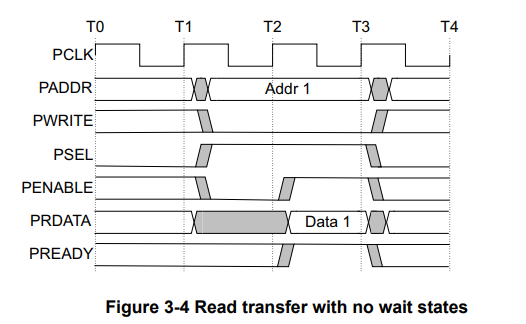 T0 T1 T2 T3 T4
PCLK
PADDR Addr 1
PWRITE
PSEL
PENABLE
PRDATA Data 1
PREADY
Figure 3-4 Read transfer with no wait states